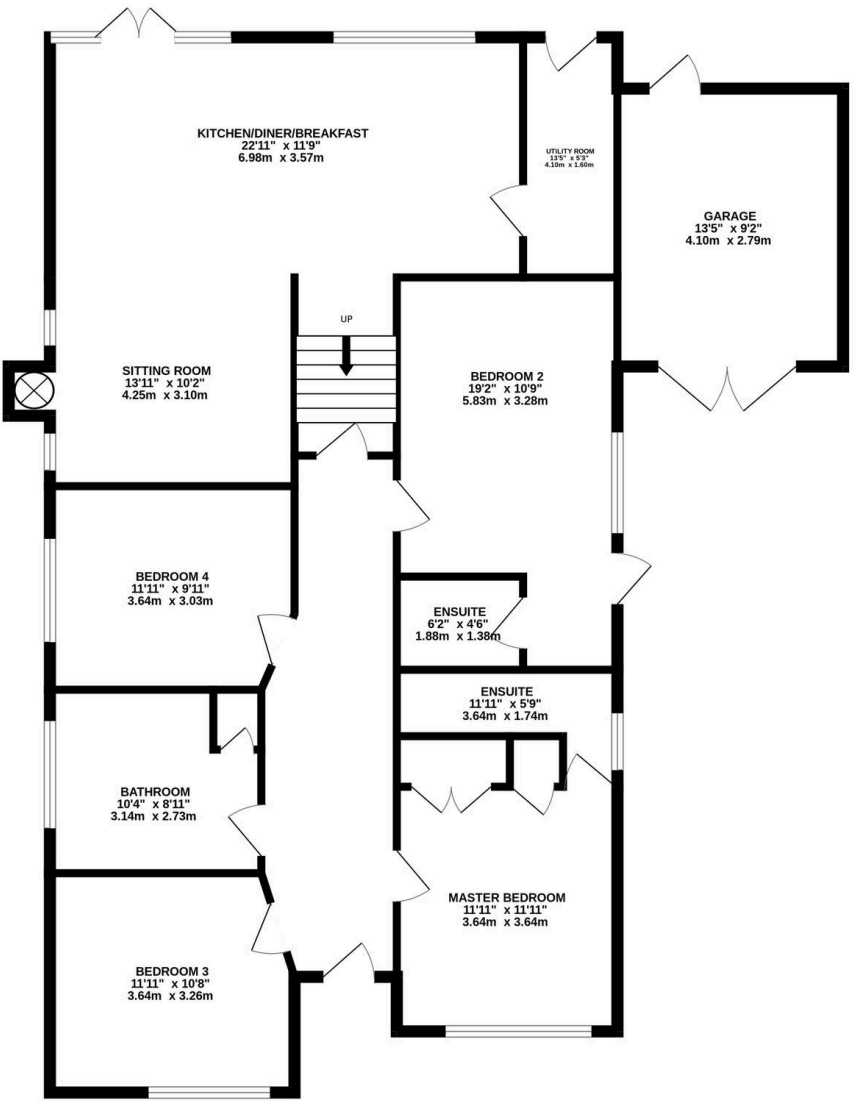 KITCHEN/DINER/BREAKFAST
22'11" x 11'9"
6.98m x 3.57m
UTILITY ROOM
13'5" x 5'3"
4.10m x 1.60m
GARAGE
13'5" x 9'2"
4.10m x 2.79m
UP
SITTING ROOM
13'11" x 10'2"
4.25m x 3.10m
BEDROOM 2
19'2" x 10'9"
5.83m x 3.28m
BEDROOM 4
11'11" x 9'11"
3.64m x 3.03m
ENSUITE
6'2" x 4'6"
1.88m x 1.38m
ENSUITE
11'11" x 5'9"
3.64m x 1.74m
BATHROOM
10'4" x 8'11"
3.14m x 2.73m
MASTER BEDROOM
11'11" x 11'11"
3.64m x 3.64m
BEDROOM 3
11'11" x 10'8"
3.64m x 3.26m